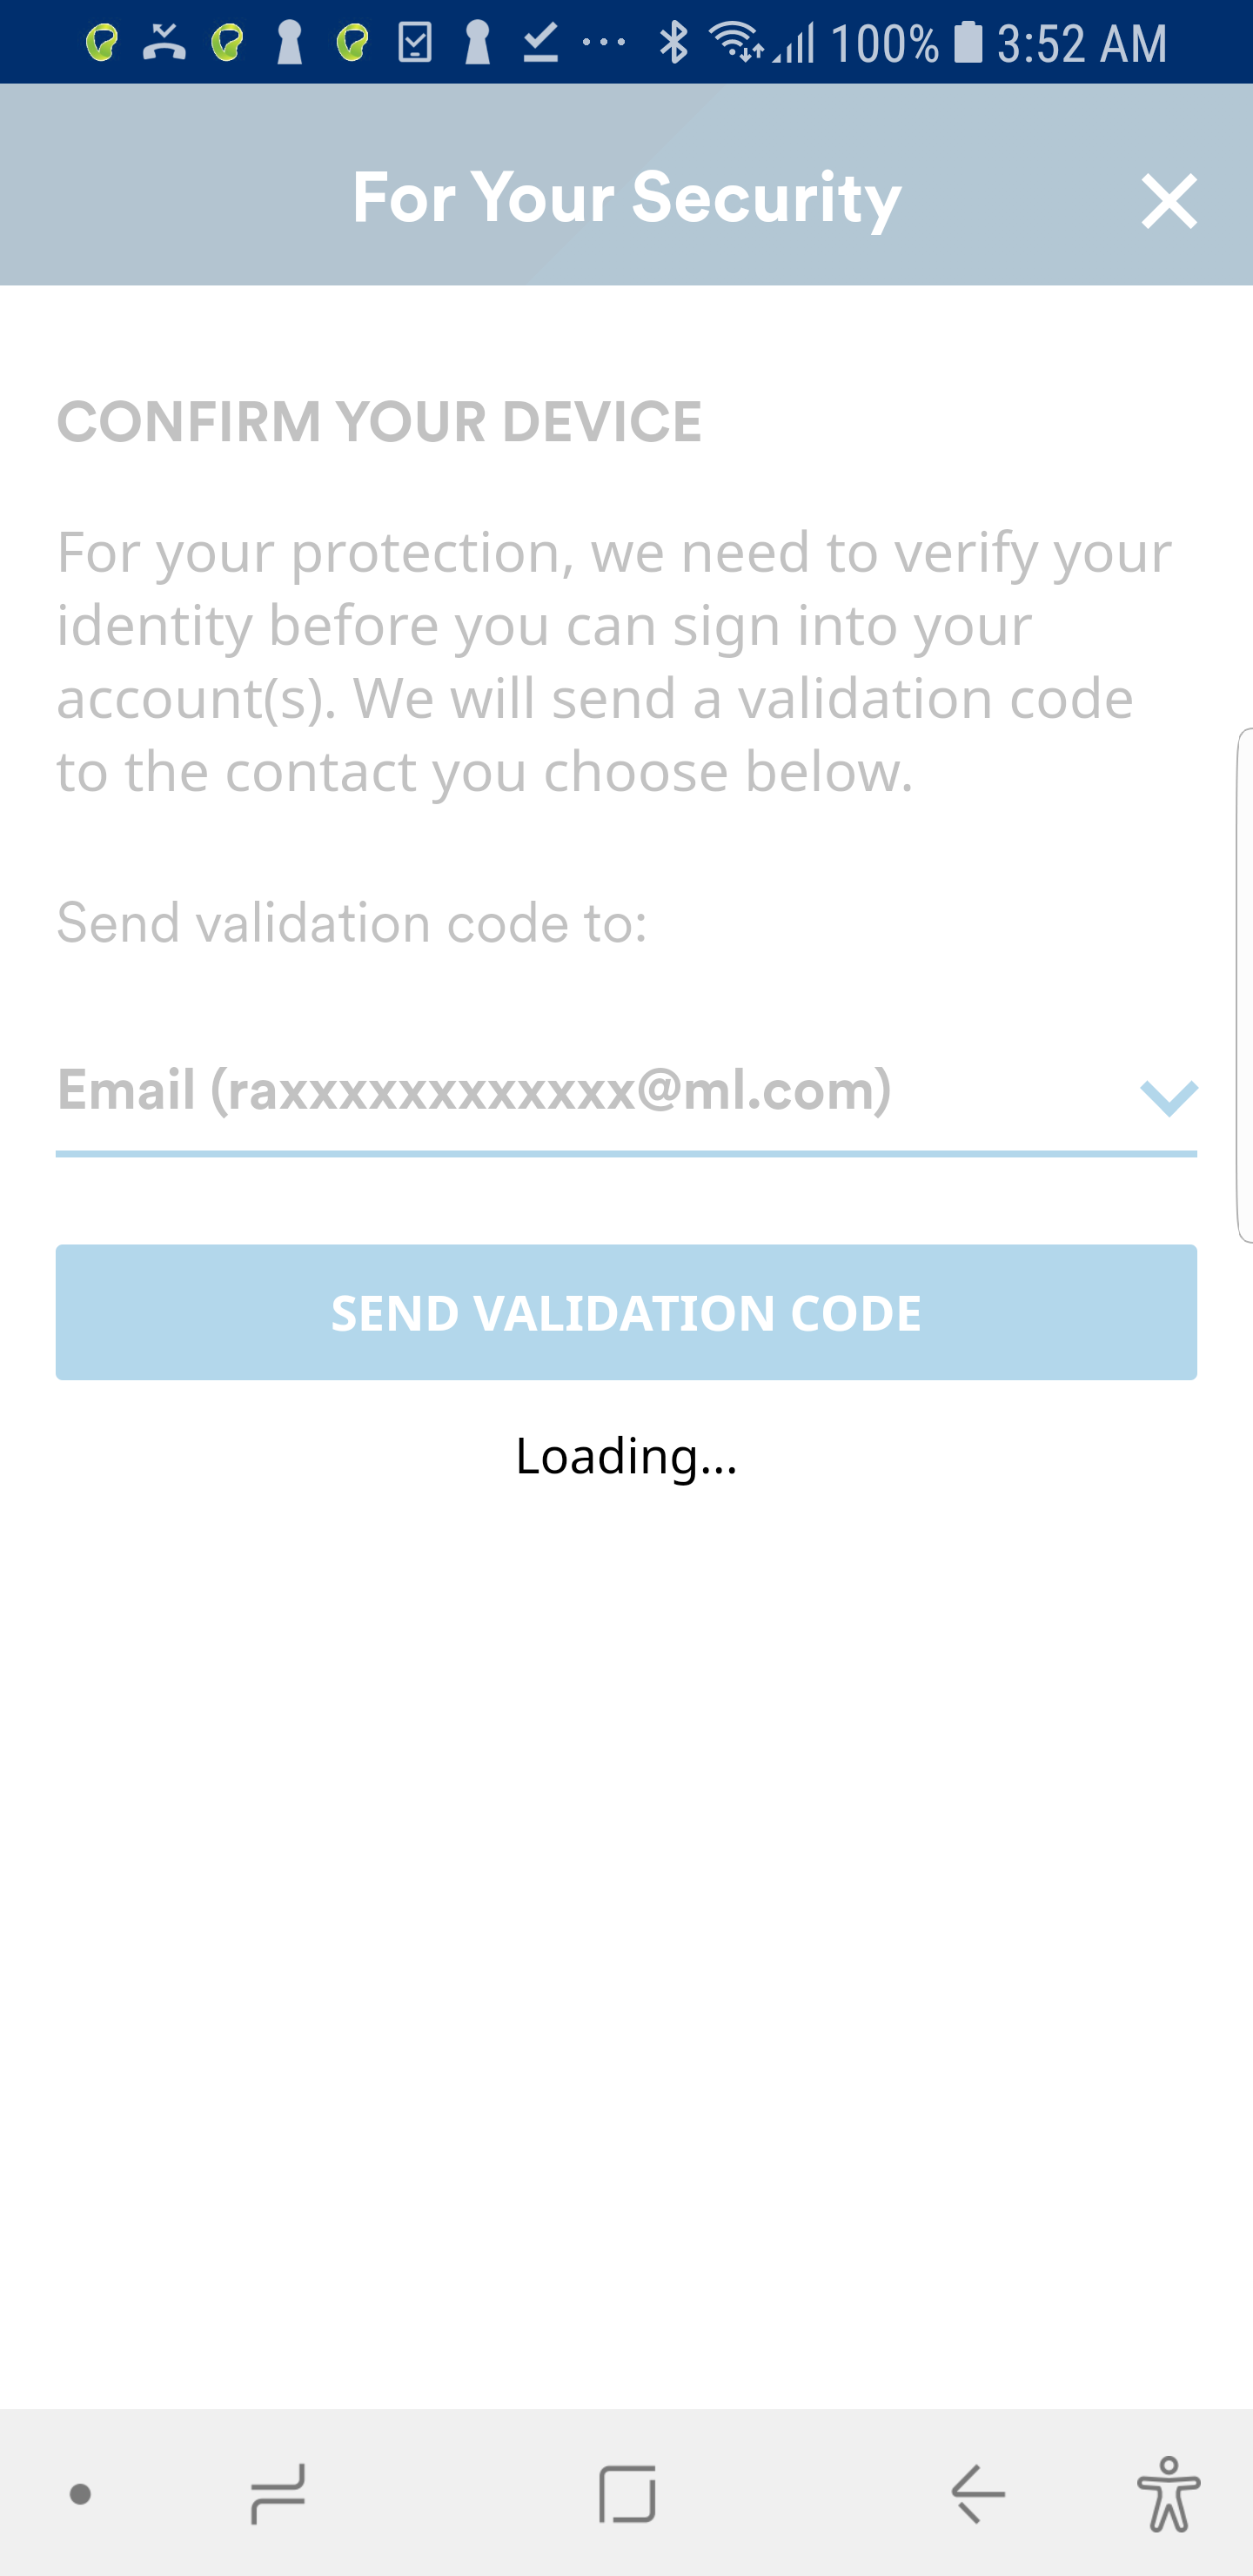 100% 3:52 AM
For Your Security
CONFIRM YOUR DEVICE
For your protection, we need to verify your
identity before you can sign into your
account(s). We will send a validation code
to the contact you choose below.
Send validation code to:
Email (raxxxxxxxxxxxx@ml.com)
SEND VALIDATION CODE
Loading...